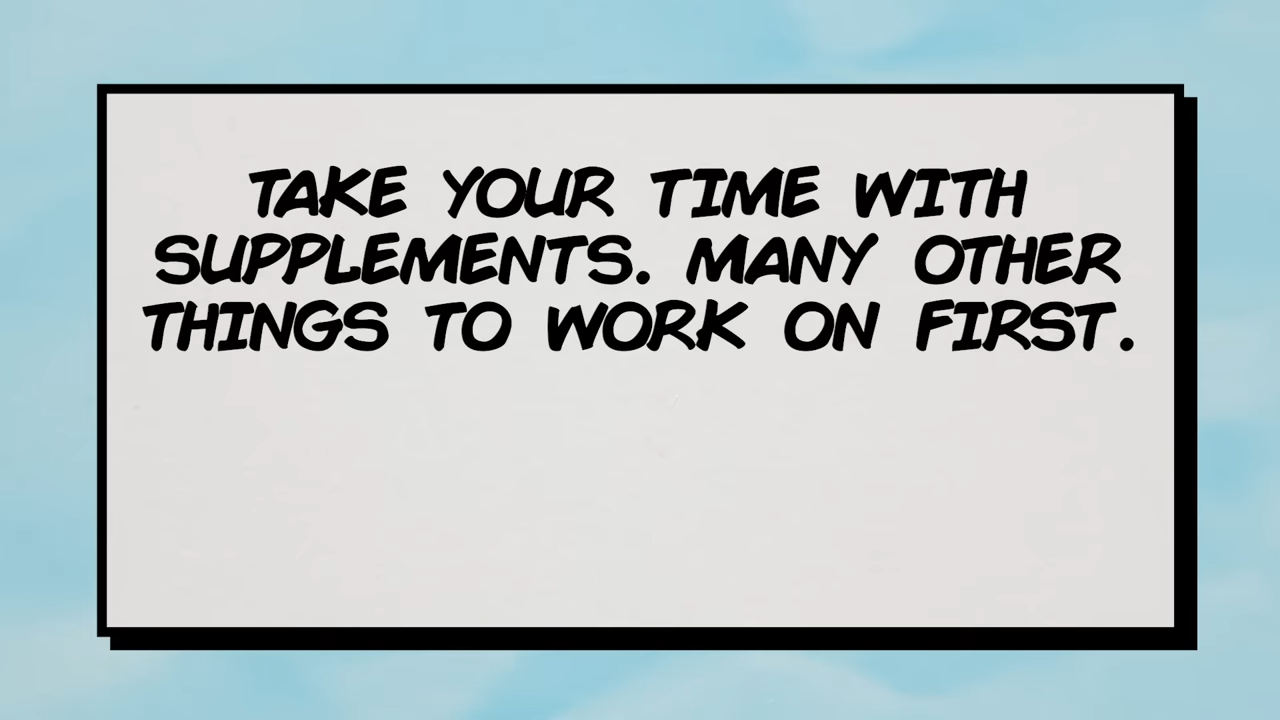 TAKE YOUR TIME WITH
SUPPLEMENTS. MANY OTHER
THINGS TO WORK ON FIRST.